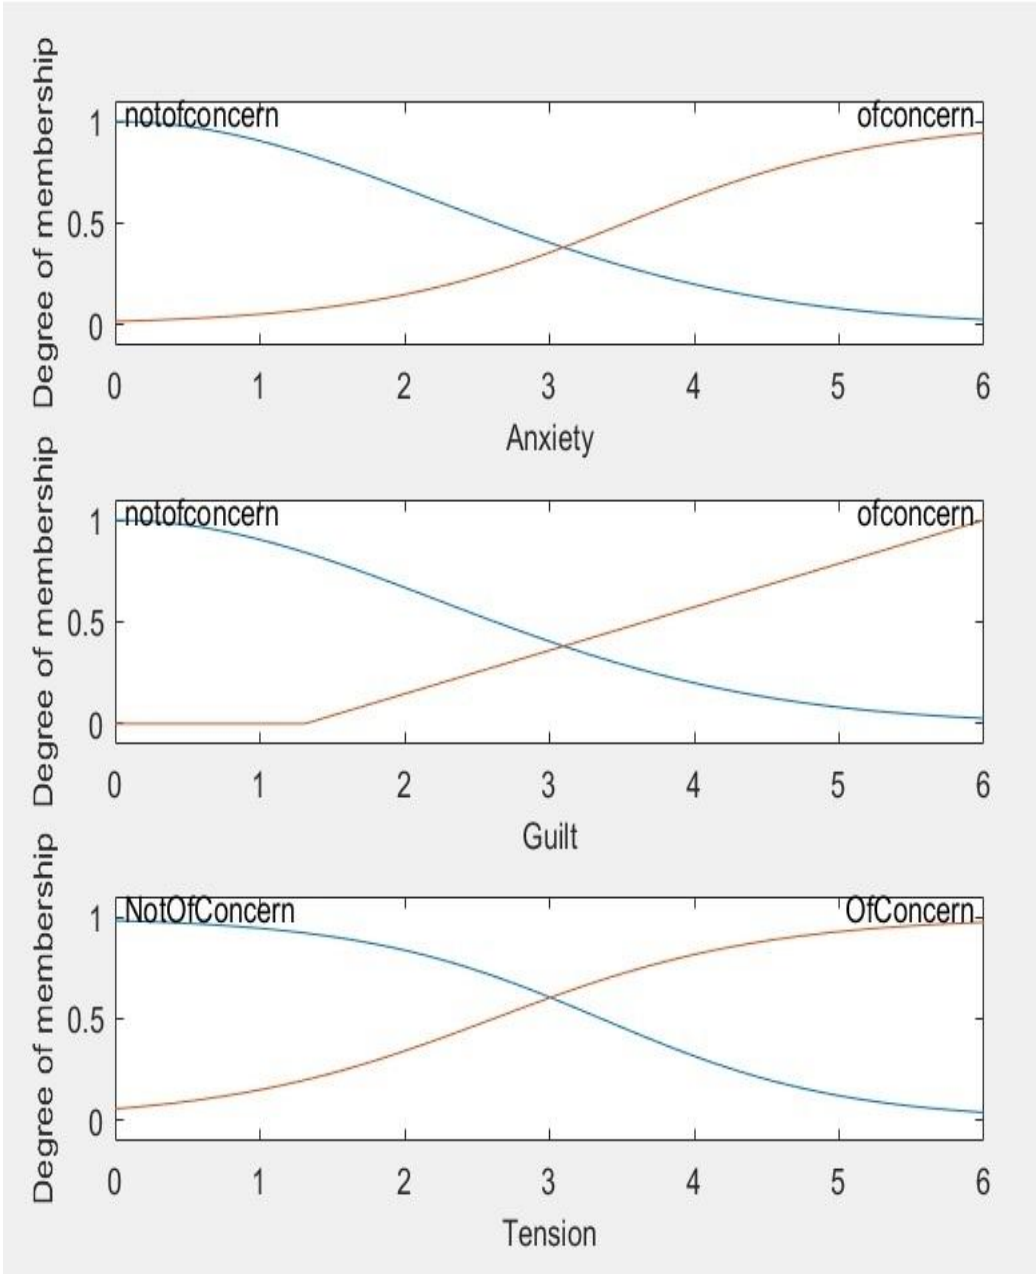 Degree of membership
notofconcern ofconcern
1
0.5
0
0 1 2 3 4 5 6
Anxiety
Degree of membership
notofconcern ofconcern
1
0.5
0
0 1 2 3 4 5 6
Guilt
Degree of membership
NotOfConcern OfConcern
1
0.5
0
0 1 2 3 4 5 6
Tension